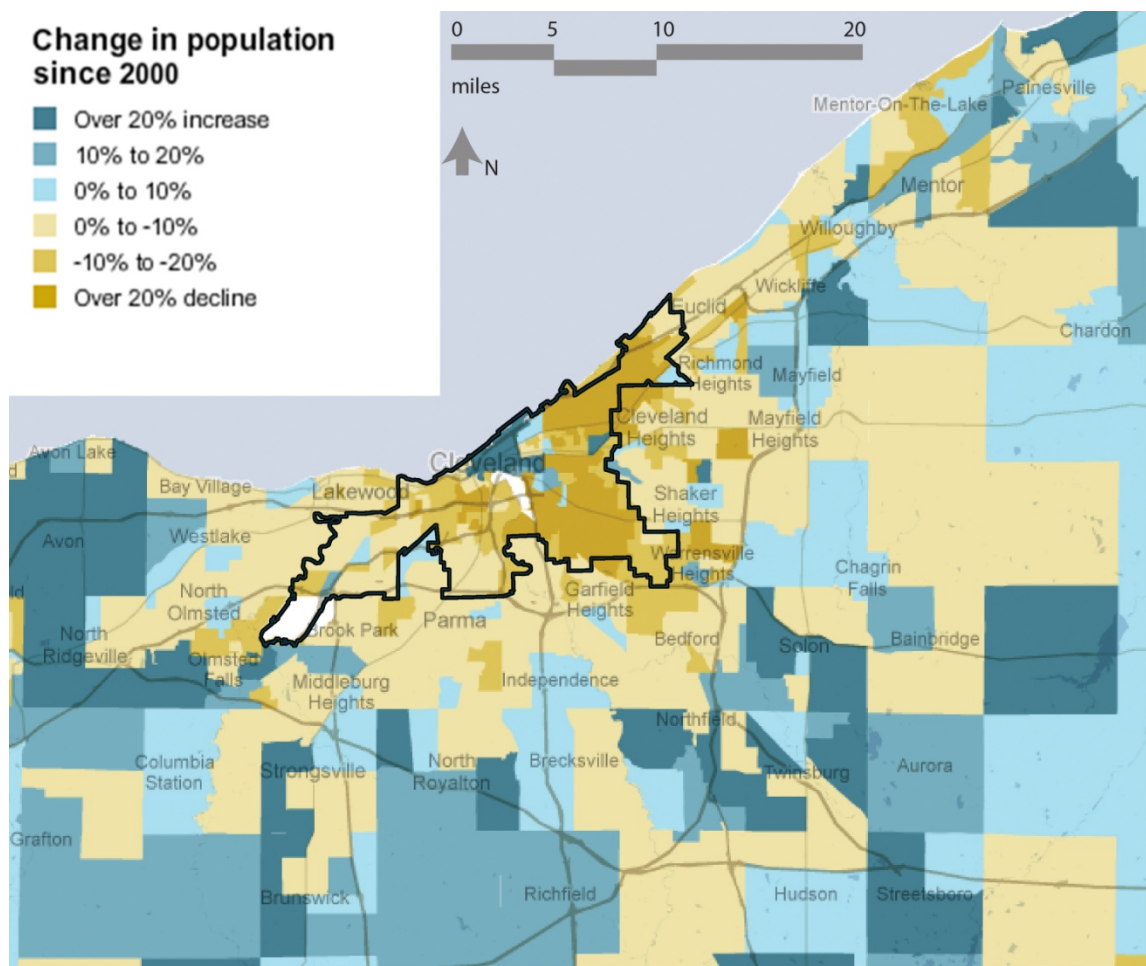 Change in population
since 2000
Over 20% increase
10% to 20%
0% to 10%
0% to -10%
-10% to -20%
Over 20% decline
0 5 10 20
miles
N
Painesville
Mentor-On-The-Lake
Mentor
Willoughby
Wickliffe
Euclid
Chardon
Richmond
Heights
Mayfield
Cleveland
Heights
Mayfield
Heights
Avon Lake
Cleveland
Bay Village
Lakewood
Shaker
Heights
Avon
Westlake
Warrensville
Heights
Chagrin
Falls
North
Olmsted
Garfield
Heights
Brook Park
Parma
Bedford
Solon
Bainbridge
North
Ridgeville
Olmsted
Falls
Middleburg
Heights
Independence
Northfield
Columbia
Station
Strongsville
North
Royalton
Brecksville
Twinsburg
Aurora
Grafton
Brunswick
Richfield
Hudson
Streetsboro